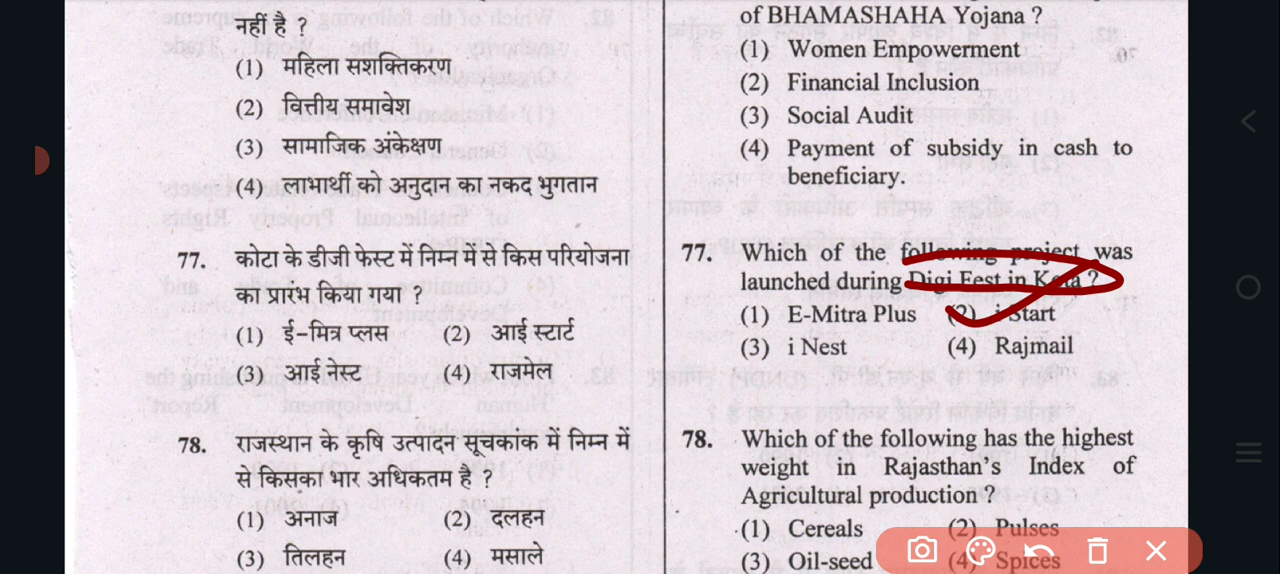 नहीं है ?
(1) महिला सशक्तिकरण
(2) वित्तीय समावेश
(3) सामाजिक अंकेक्षण
(4) लाभार्थी को अनुदान का नकद भुगतान
77. कोटा के डीजी फेस्ट में निम्न में से किस परियोजना
का प्रारंभ किया गया ?
(1) ई-मित्र प्लस (2) आई स्टार्ट
(3) आई नेस्ट (4) राजमेल
78. राजस्थान के कृषि उत्पादन सूचकांक में निम्न में
से किसका भार अधिकतम है ?
(1) अनाज (2) दलहन
(3) तिलहन (4) मसाले
of BHAMASHAHA Yojana ?
(1) Women Empowerment
(2) Financial Inclusion
(3) Social Audit
(4) Payment of subsidy in cash to
beneficiary.
77. Which of the following project was
launched during Digi Fest in Kota ?
(1) E-Mitra Plus (2) i Start
(3) i Nest (4) Rajmail
78. Which of the following has the highest
weight in Rajasthan's Index of
Agricultural production ?
(1) Cereals (2) Pulses
(3) Oil-seed (4) Spices